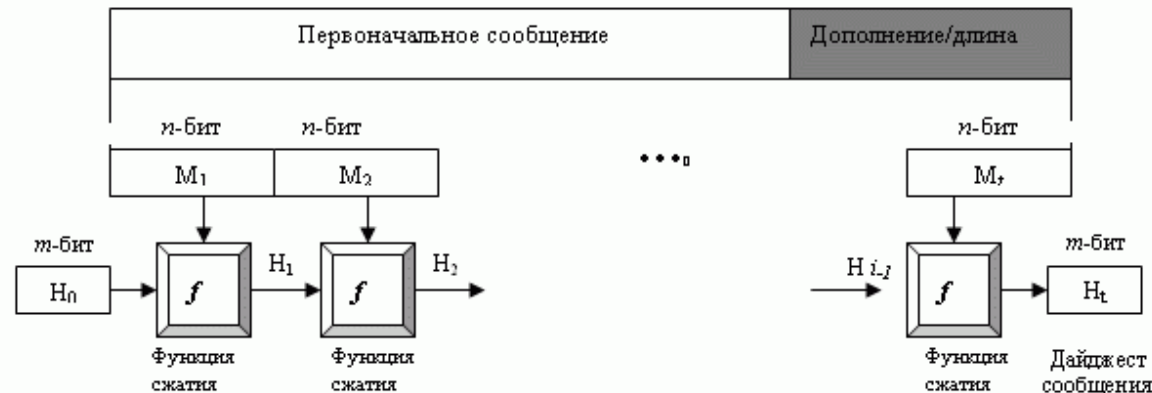 Первоначальное сообщение Дополнение/длина
n-бит n-бит n-бит
M1 M2 Mt
m-бит m-бит
H0 f H1 f H2 H i-1 f Ht
Функция сжатия Функция сжатия Функция сжатия Дайджест сообщения